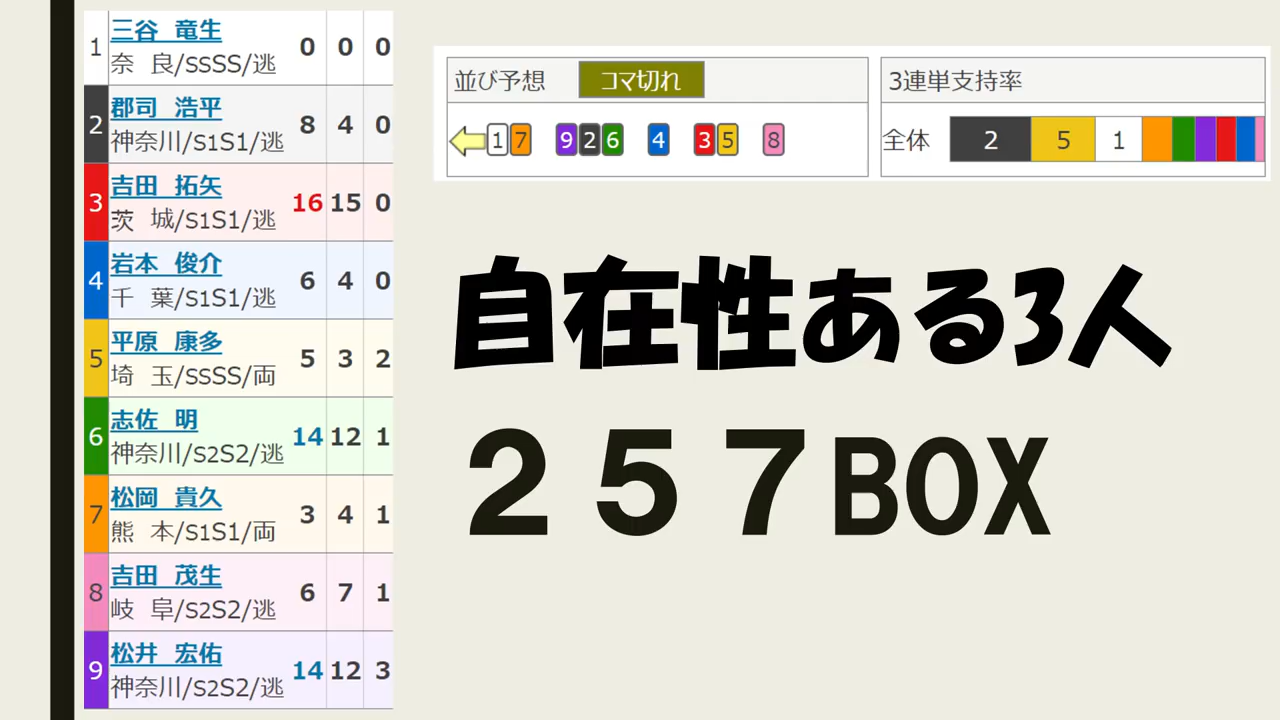 1 三谷 竜生 0 0 0
奈 良/SSSS/逃
2 郡司 浩平 8 4 0
神奈川/S1S1/逃
3 吉田 拓矢 16 15 0
茨 城/S1S1/逃
4 岩本 俊介 6 4 0
千 葉/S1S1/逃
5 平原 康多 5 3 2
埼 玉/SSSS/両
6 志佐 明 14 12 1
神奈川/S2S2/逃
7 松岡 貴久 3 4 1
熊 本/S1S1/両
8 吉田 茂生 6 7 1
岐 阜/S2S2/逃
9 松井 宏佑 14 12 3
神奈川/S2S2/逃
並び予想 コマ切れ
1 7 9 2 6 4 3 5 8
3連単支持率
全体 2 5 1
自在性ある3人
257BOX